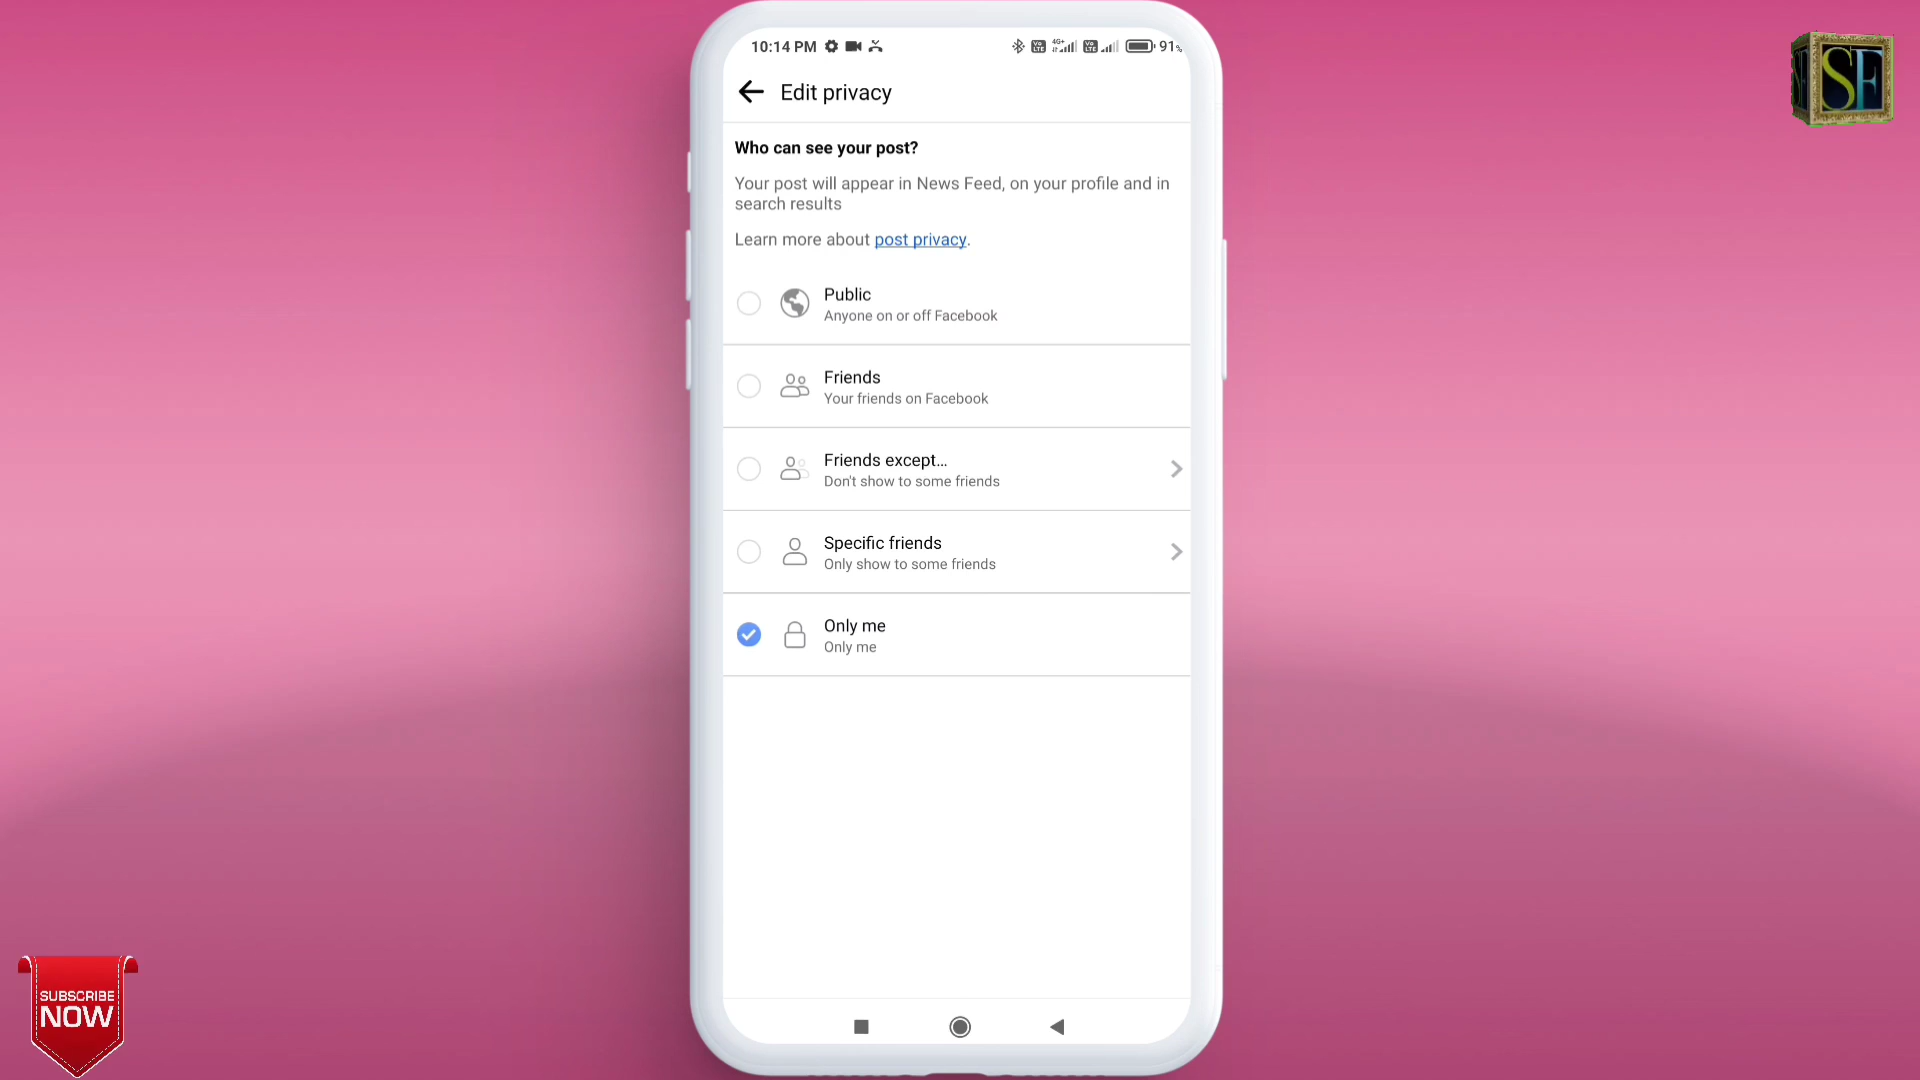 10:14 PM
91%
Edit privacy
Who can see your post?
Your post will appear in News Feed, on your profile and in
search results
Learn more about post privacy.
Public
Anyone on or off Facebook
Friends
Your friends on Facebook
Friends except...
Don't show to some friends
Specific friends
Only show to some friends
Only me
Only me
SF
SUBSCRIBE
NOW